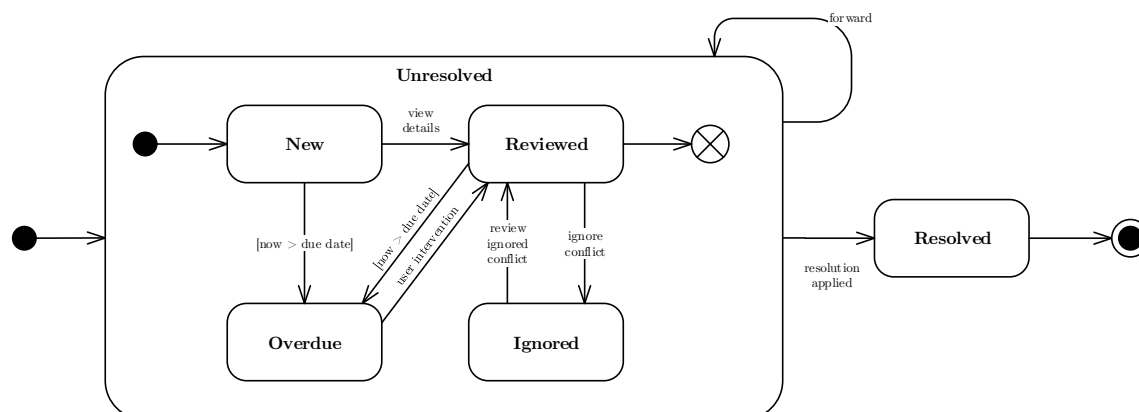 forward
Unresolved
view
details
New
Reviewed
[now > due date]
[now > due date]
user intervention
review
ignored
conflict
ignore
conflict
Resolved
resolution
applied
Overdue
Ignored